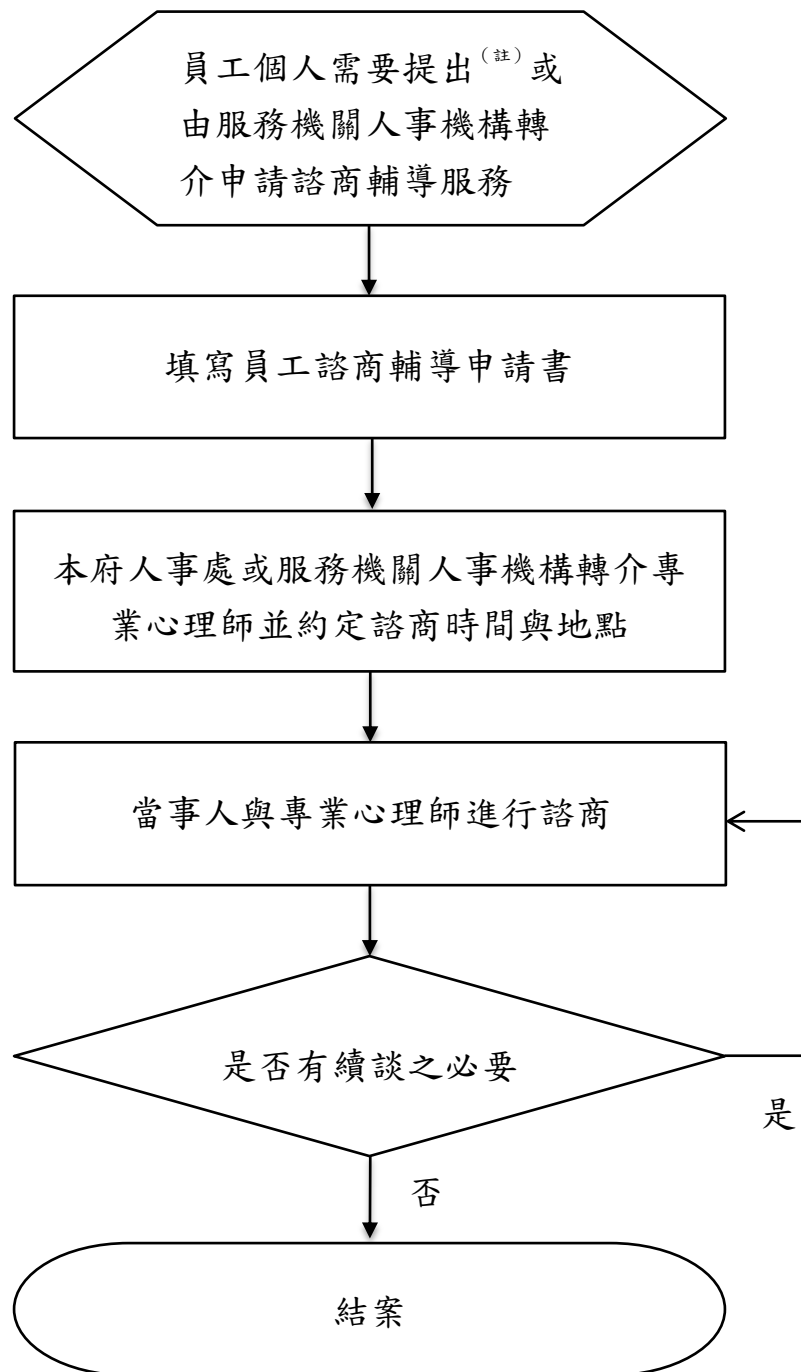 員工個人需要提出(註)或
由服務機關人事機構轉
介申請諮商輔導服務
填寫員工諮商輔導申請書
本府人事處或服務機關人事機構轉介專
業心理師並約定諮商時間與地點
當事人與專業心理師進行諮商
是否有續談之必要
是
否
結案